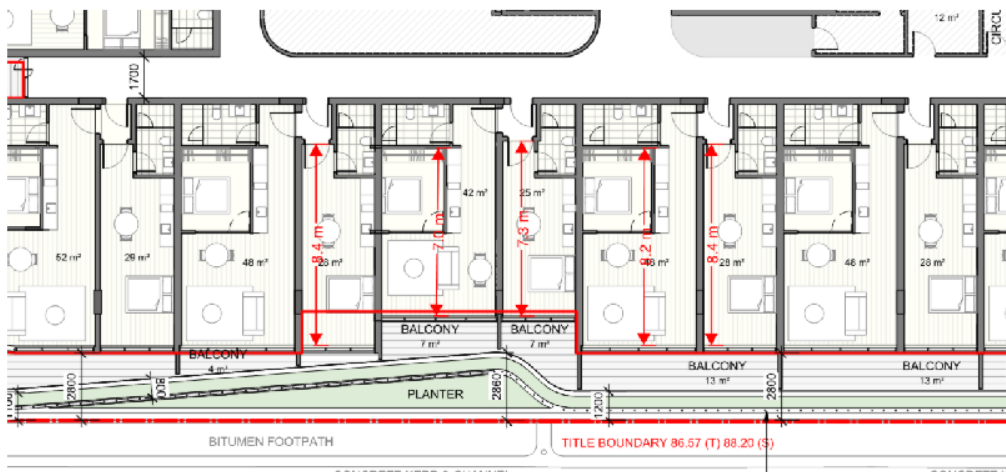 12 m²
CIRCU
1700
42 m²
25 m²
8.4 m
7.0 m
7.3 m
8.2 m
8.4 m
52 m²
29 m²
48 m²
28 m²
48 m²
28 m²
46 m²
28 m²
BALCONY
7 m²
BALCONY
7 m²
BALCONY
4 m²
BALCONY
13 m²
BALCONY
13 m²
2800
800
2860
1200
2800
PLANTER
BITUMEN FOOTPATH
TITLE BOUNDARY 86.57 (T) 88.20 (S)